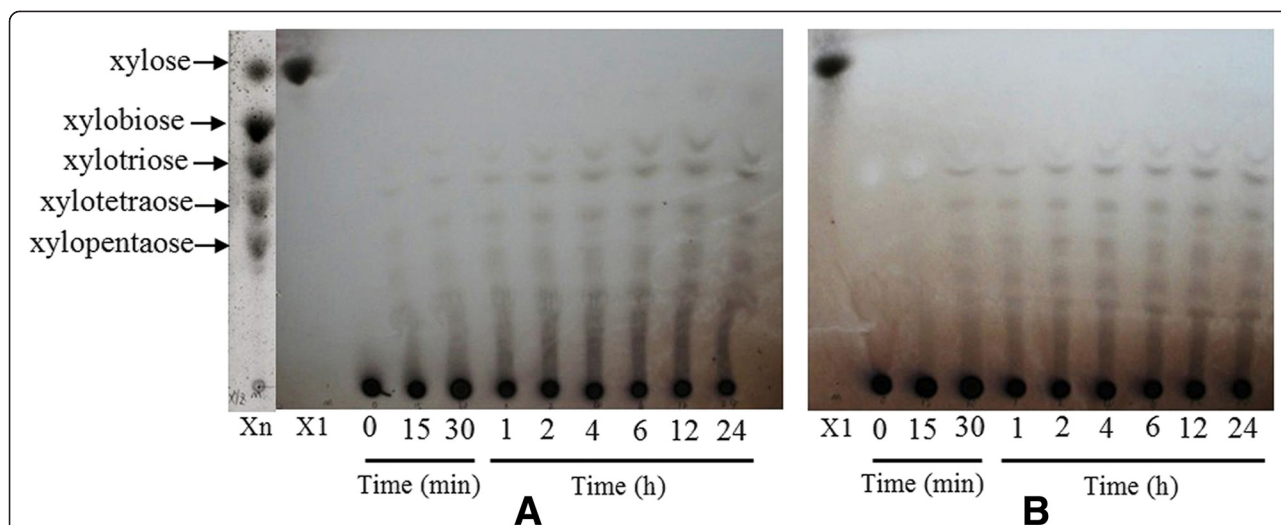 xylose
xylobiose
xylotriose
xylotetraose
xylopentaose
Xn X1 0 15 30 1 2 4 6 12 24
Time (min) Time (h)
A
X1 0 15 30 1 2 4 6 12 24
Time (min) Time (h)
B